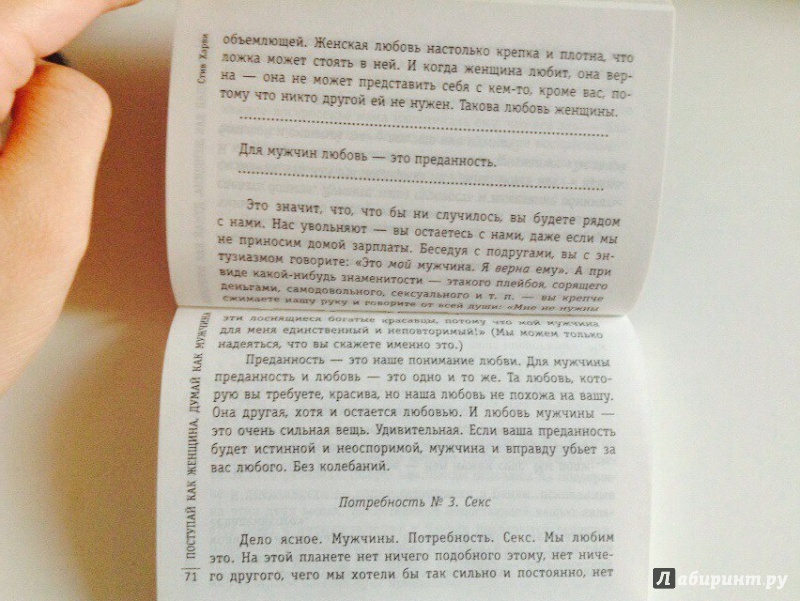 Стив Харви
объемлющей. Женская любовь настолько крепка и плотна, что
ложка может стоять в ней. И когда женщина любит, она вер-
на — она не может представить себя с кем-то, кроме вас, по-
тому что никто другой ей не нужен. Такова любовь женщины.
Для мужчин любовь — это преданность.
Это значит, что, что бы ни случилось, вы будете рядом
с нами. Нас увольняют — вы остаетесь с нами, даже если мы
не приносим домой зарплаты. Беседуя с подругами, вы с эн-
тузиазмом говорите: «Это мой мужчина. Я верна ему». А при
виде какой-нибудь знаменитости — этакого плейбоя, сорящего
деньгами, самодовольного, сексуального и т. п. — вы крепче
сжимаете нашу руку и говорите от всей души: «Мне не нужны
эти лоснящиеся богатые красавцы, потому что мой мужчина
для меня единственный и неповторимый!» (Мы можем только
надеяться, что вы скажете именно это.)
Преданность — это наше понимание любви. Для мужчины
преданность и любовь — это одно и то же. Та любовь, кото-
рую вы требуете, красива, но наша любовь не похожа на вашу.
Она другая, хотя и остается любовью. И любовь мужчины —
это очень сильная вещь. Удивительная. Если ваша преданность
будет истинной и неоспоримой, мужчина и вправду убьет за
вас любого. Без колебаний.
Потребность № 3. Секс
Дело ясное. Мужчины. Потребность. Секс. Мы любим
это. На этой планете нет ничего подобного этому, нет ниче-
го другого, чего мы хотели бы так сильно и постоянно, нет
71 ПОСТУПАЙ КАК ЖЕНЩИНА, ДУМАЙ КАК МУЖЧИНА
Лабиринт.ру